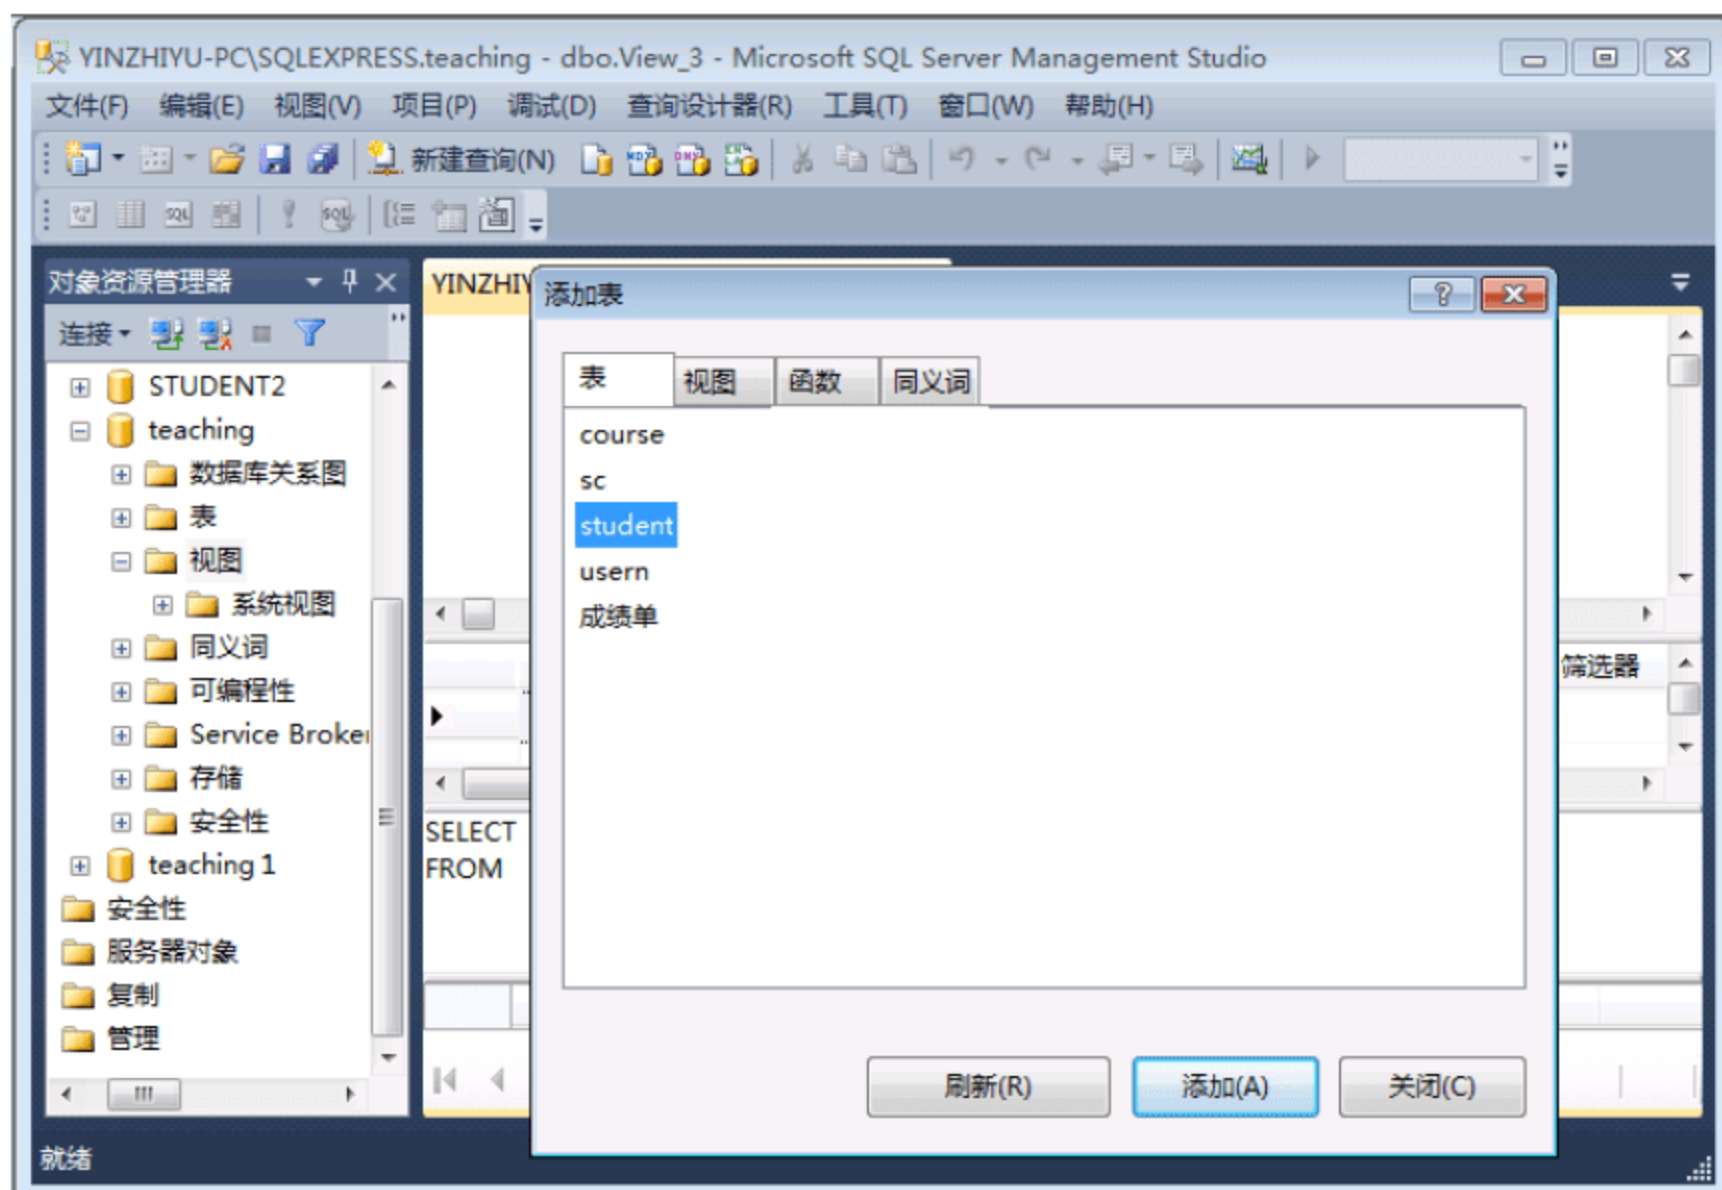 YINZHIYU-PC\SQLEXPRESS.teaching - dbo.View_3 - Microsoft SQL Server Management Studio
文件(F) 编辑(E) 视图(V) 项目(P) 调试(D) 查询设计器(R) 工具(T) 窗口(W) 帮助(H)
新建查询(N)
对象资源管理器
连接
STUDENT2
teaching
数据库关系图
表
视图
系统视图
同义词
可编程性
Service Broker
存储
安全性
teaching 1
安全性
服务器对象
复制
管理
YINZHIY
筛选器
SELECT
FROM
添加表
表 视图 函数 同义词
course
sc
student
usern
成绩单
刷新(R) 添加(A) 关闭(C)
就绪